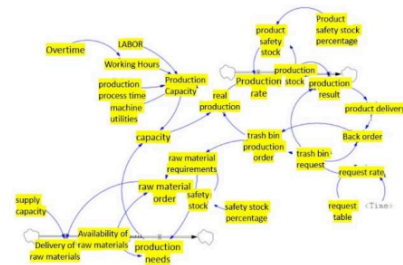 product
safety
stock
Product
safety stock
percentage
Overtime
LABOR
Working Hours
production
process time
machine
utilities
Production
Capacity
real
production
Production
rate
production
stock
production
result
product delivery
capacity
trash bin
production
order
Back order
trash bin
request
request rate
raw material
requirements
raw material
order
safety
stock
safety stock
percentage
request
table
<Time>
supply
capacity
Delivery of
raw materials
Availability of
raw materials
production
needs